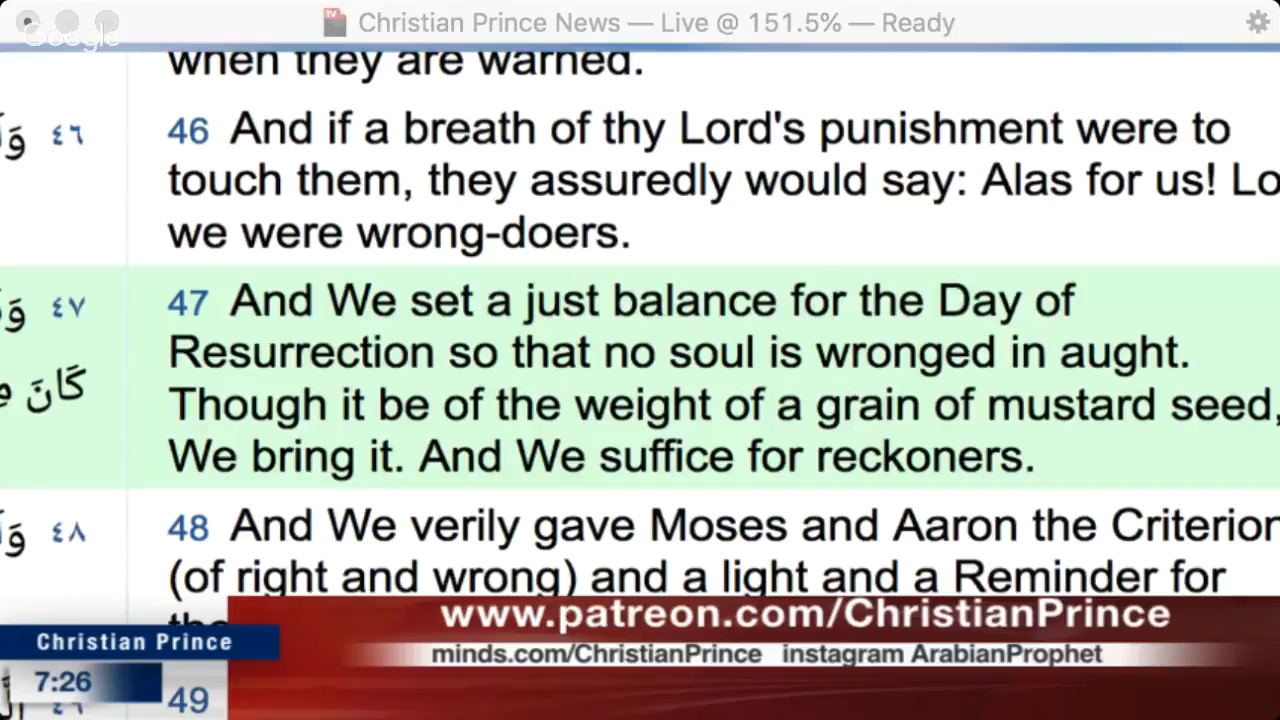 Christian Prince News — Live @ 151.5% — Ready
Google
when they are warned.
٤٦
46 And if a breath of thy Lord's punishment were to
touch them, they assuredly would say: Alas for us! Lo
we were wrong-doers.
٤٧
47 And We set a just balance for the Day of
Resurrection so that no soul is wronged in aught.
كَانَ
Though it be of the weight of a grain of mustard seed,
We bring it. And We suffice for reckoners.
٤٨
48 And We verily gave Moses and Aaron the Criterion
(of right and wrong) and a light and a Reminder for
www.patreon.com/ChristianPrince
Christian Prince
minds.com/ChristianPrince instagram ArabianProphet
7:26
49